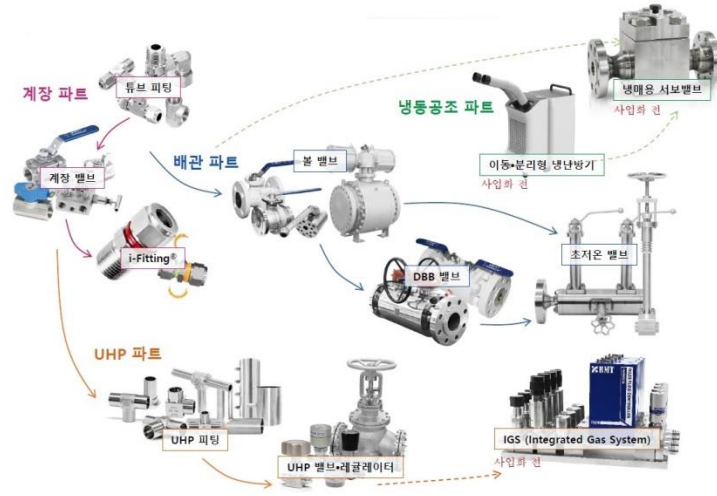 튜브 피팅
계장 파트
냉매용 서보밸브
사업화 전
냉동공조 파트
배관 파트
볼 밸브
계장 밸브
이동•분리형 냉난방기
사업화 전
i-Fitting®
DBB 밸브
초저온 밸브
UHP 파트
BMT
UHP 피팅
IGS (Integrated Gas System)
사업화 전
UHP 밸브•레귤레이터